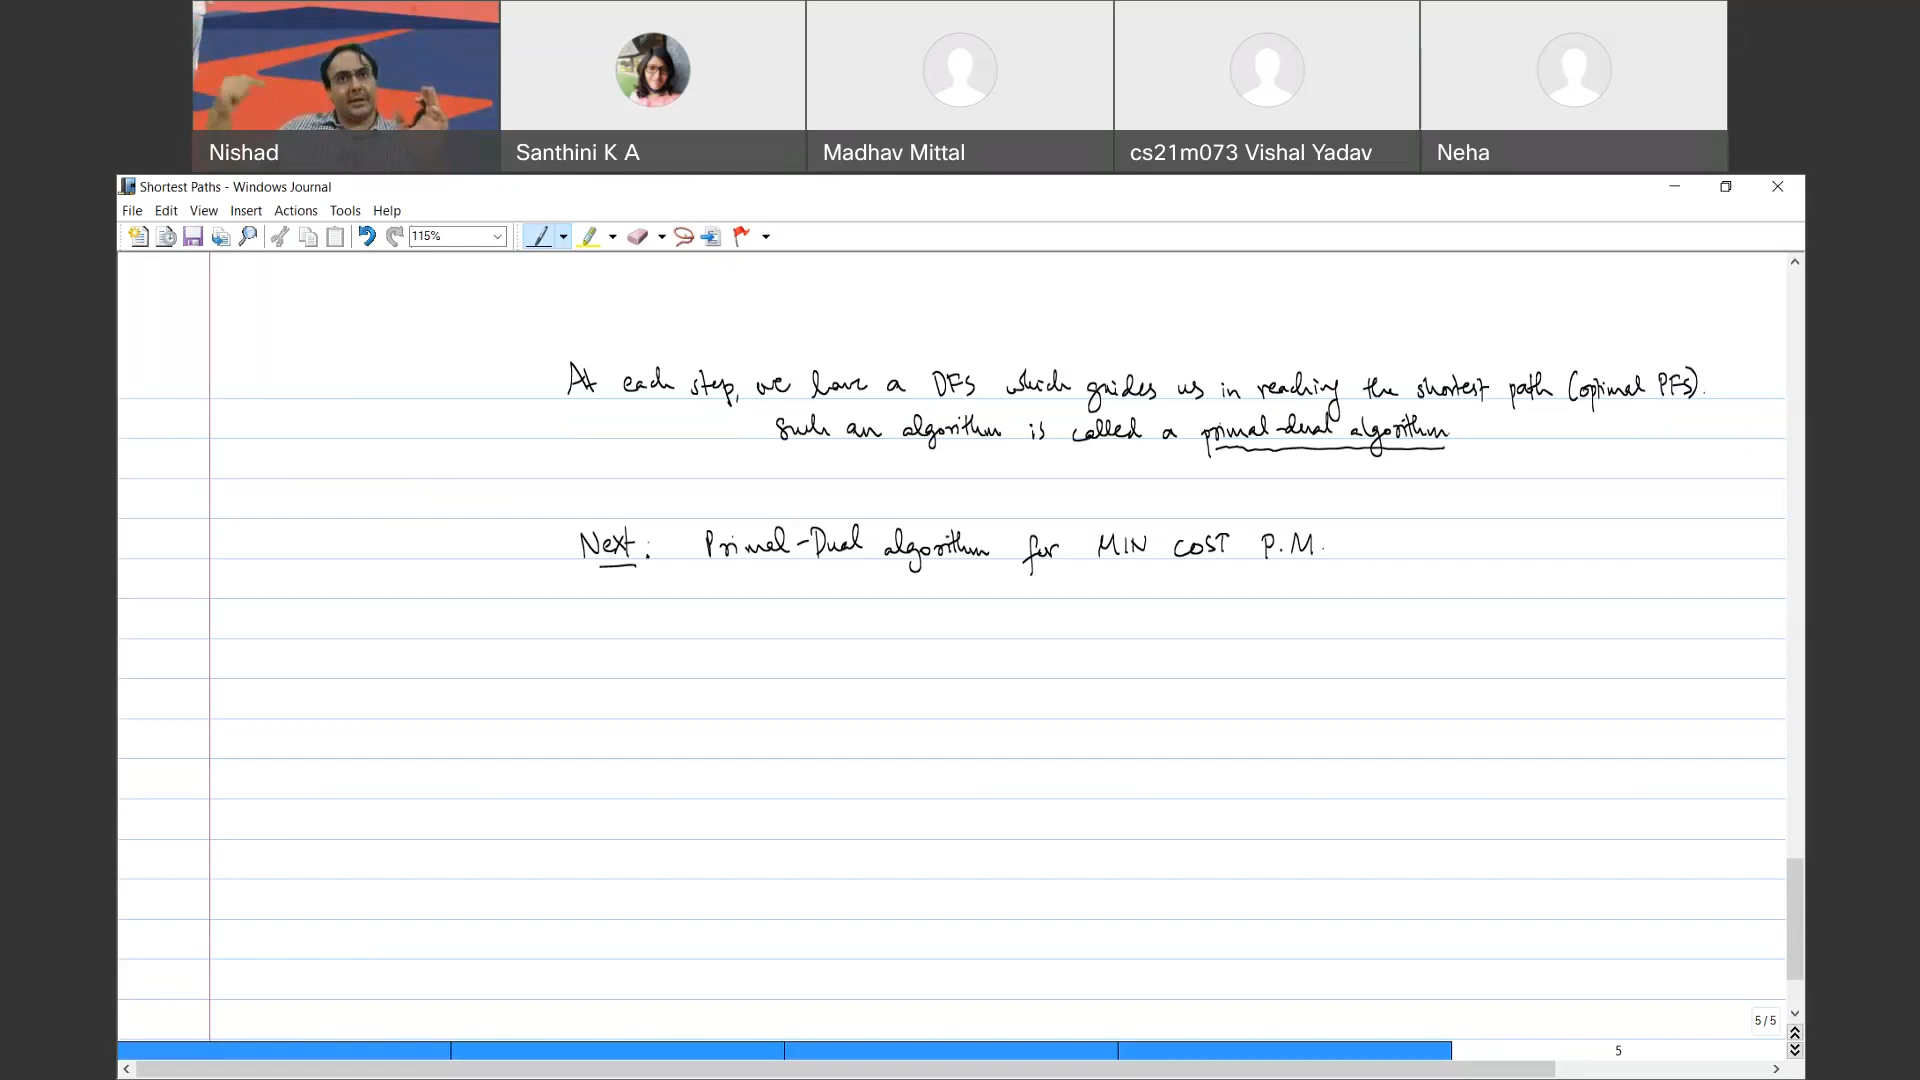 Nishad
Santhini K A
Madhav Mittal
cs21m073 Vishal Yadav
Neha
Shortest Paths - Windows Journal
File Edit View Insert Actions Tools Help
115%
At each step, we have a DFS which guides us in reaching the shortest path (optimal PFS).
Such an algorithm is called a primal-dual algorithm
Next: Primal-Dual algorithm for MIN COST P.M.
5 / 5
5